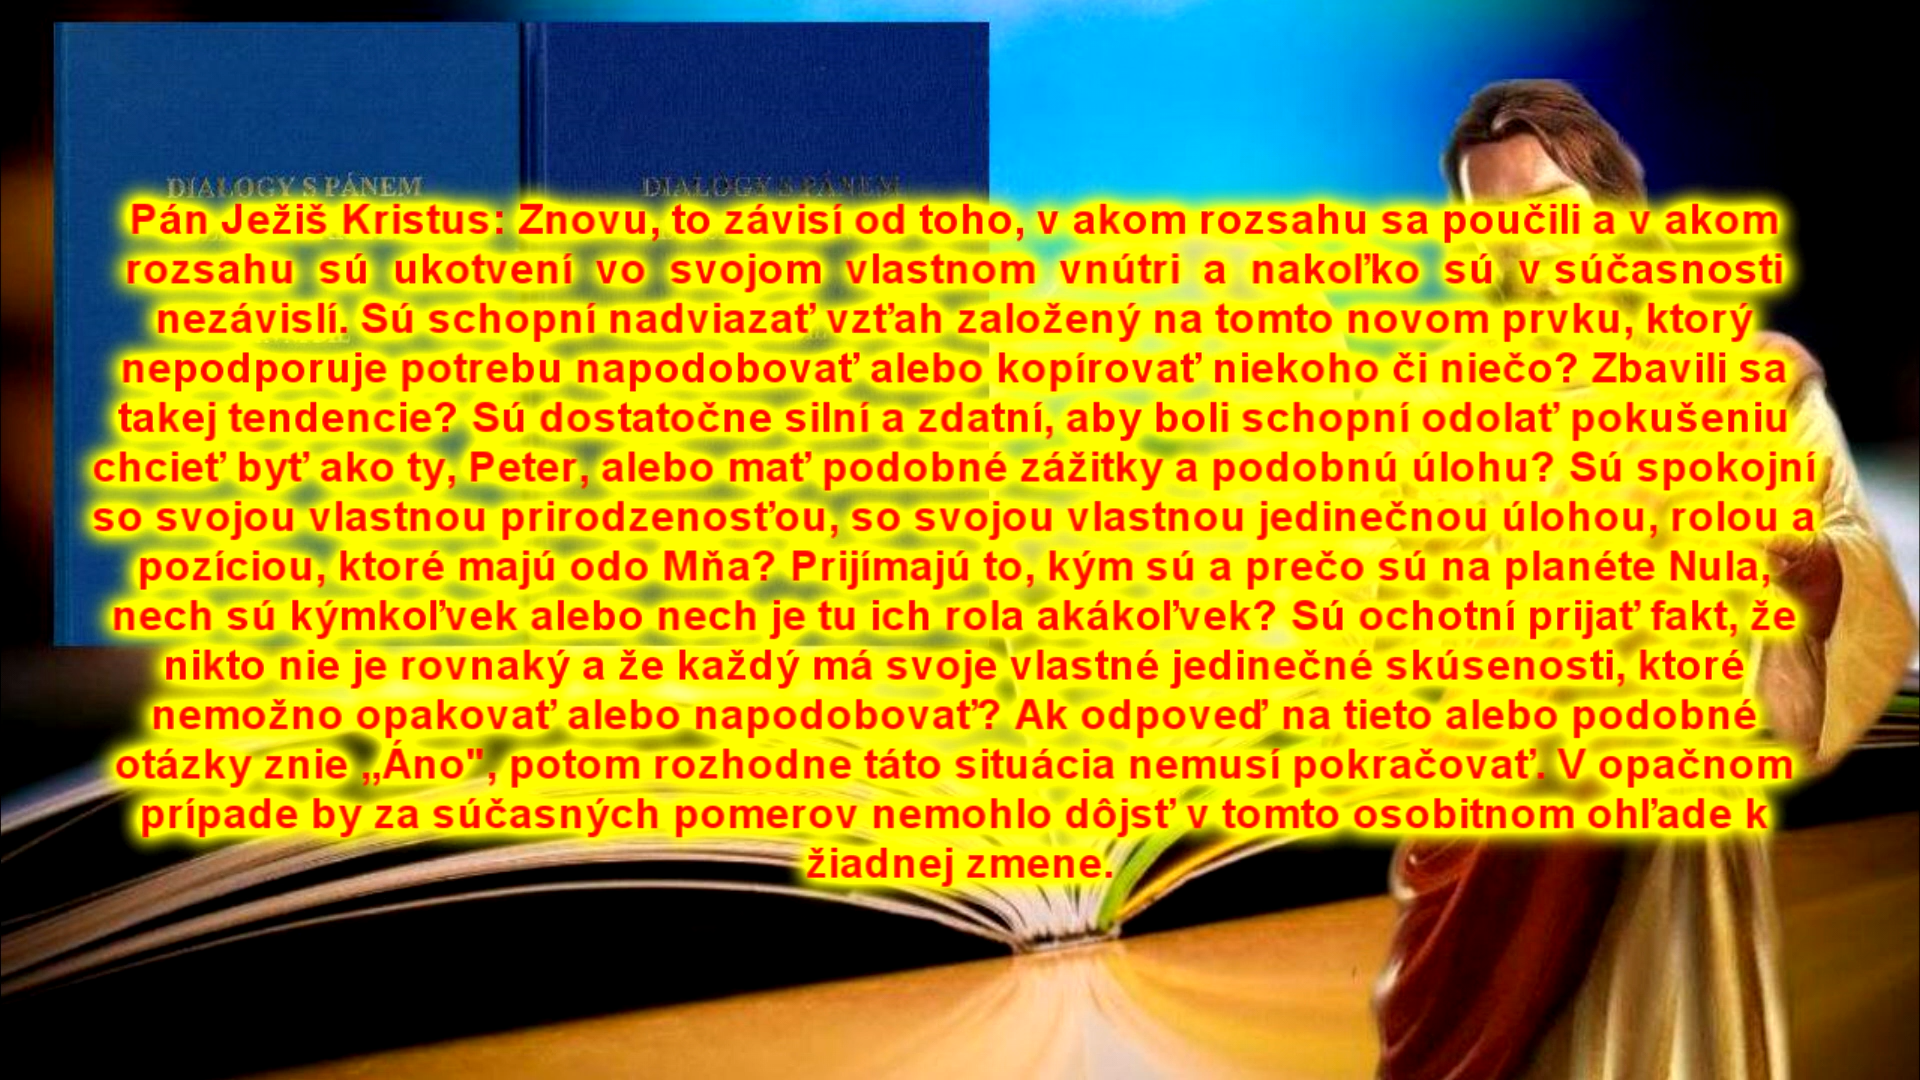 DIALOGY S PÁNEM
DIALOGY S PÁNEM
Pán Ježiš Kristus: Znovu, to závisí od toho, v akom rozsahu sa poučili a v akom
rozsahu sú ukotvení vo svojom vlastnom vnútri a nakoľko sú v súčasnosti
nezávislí. Sú schopní nadviazať vzťah založený na tomto novom prvku, ktorý
nepodporuje potrebu napodobovať alebo kopírovať niekoho či niečo? Zbavili sa
takej tendencie? Sú dostatočne silní a zdatní, aby boli schopní odolať pokušeniu
chcieť byť ako ty, Peter, alebo mať podobné zážitky a podobnú úlohu? Sú spokojní
so svojou vlastnou prirodzenosťou, so svojou vlastnou jedinečnou úlohou, rolou a
pozíciou, ktoré majú odo Mňa? Prijímajú to, kým sú a prečo sú na planéte Nula,
nech sú kýmkoľvek alebo nech je tu ich rola akákoľvek? Sú ochotní prijať fakt, že
nikto nie je rovnaký a že každý má svoje vlastné jedinečné skúsenosti, ktoré
nemožno opakovať alebo napodobovať? Ak odpoveď na tieto alebo podobné
otázky znie „Áno", potom rozhodne táto situácia nemusí pokračovať. V opačnom
prípade by za súčasných pomerov nemohlo dôjsť v tomto osobitnom ohľade k
žiadnej zmene.